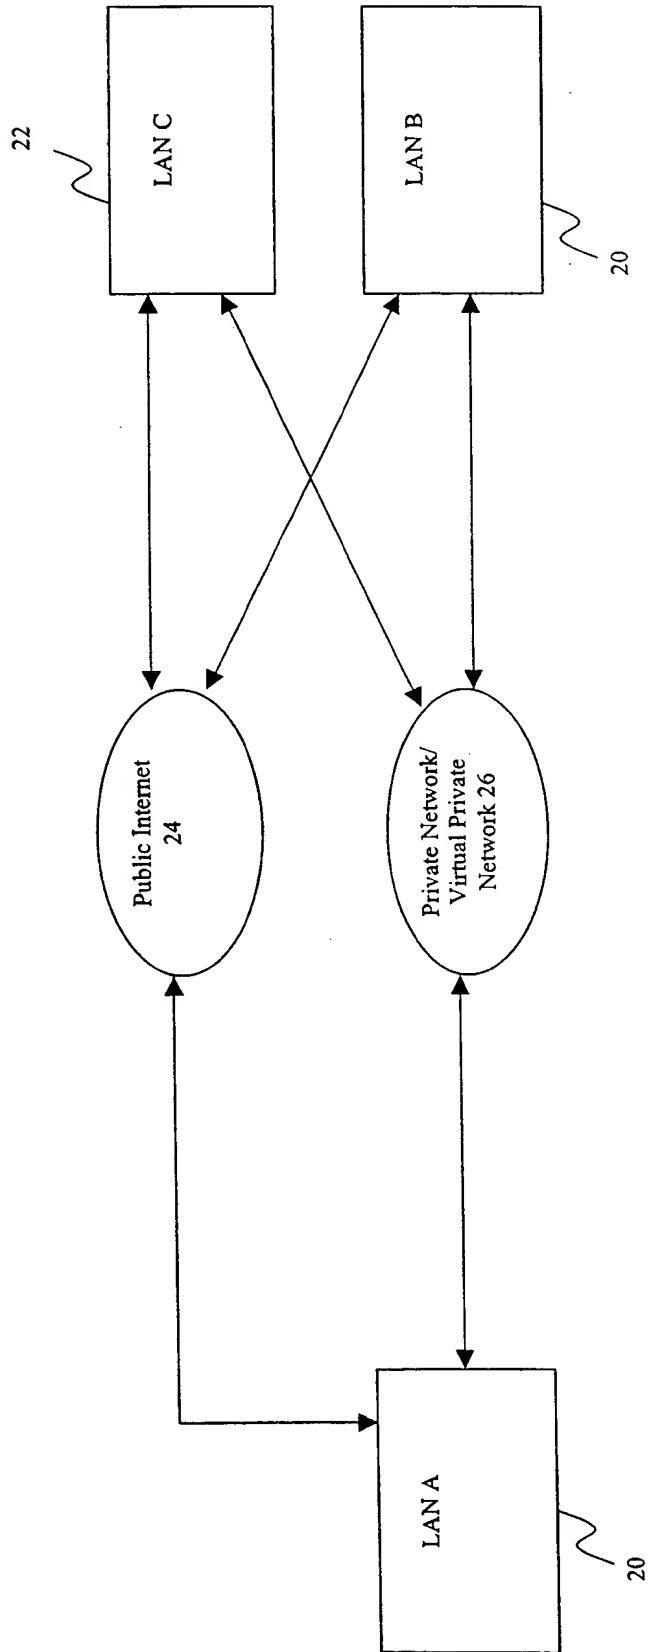 22
LAN C
LAN B
20
Public Internet
24
Private Network/
Virtual Private
Network 26
LAN A
20